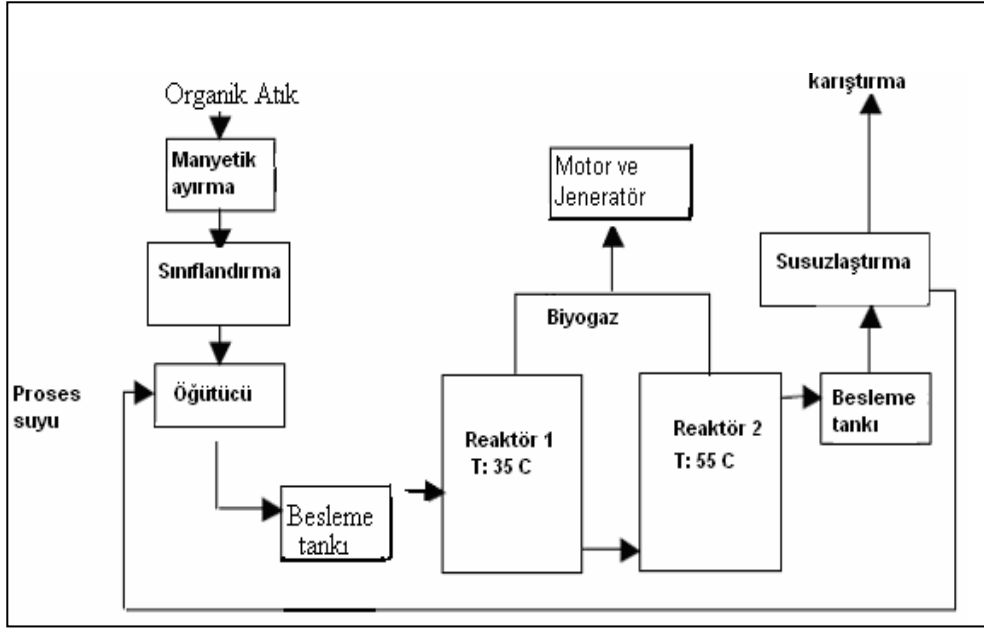 karıştırma
Organik Atık
Manyetik
ayırma
Motor ve
Jeneratör
Sınıflandırma
Susuzlaştırma
Biyogaz
Proses
suyu
Öğütücü
Reaktör 1
T: 35 C
Reaktör 2
T: 55 C
Besleme
tankı
Besleme
tankı